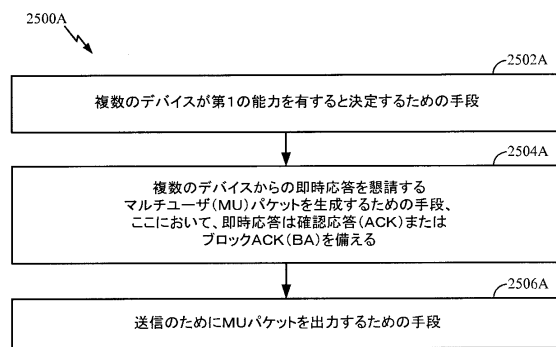 2500A
2502A
複数のデバイスが第1の能力を有すると決定するための手段
2504A
複数のデバイスからの即時応答を懇請する
マルチユーザ(MU)パケットを生成するための手段、
ここにおいて、即時応答は確認応答(ACK)または
ブロックACK(BA)を備える
2506A
送信のためにMUパケットを出力するための手段